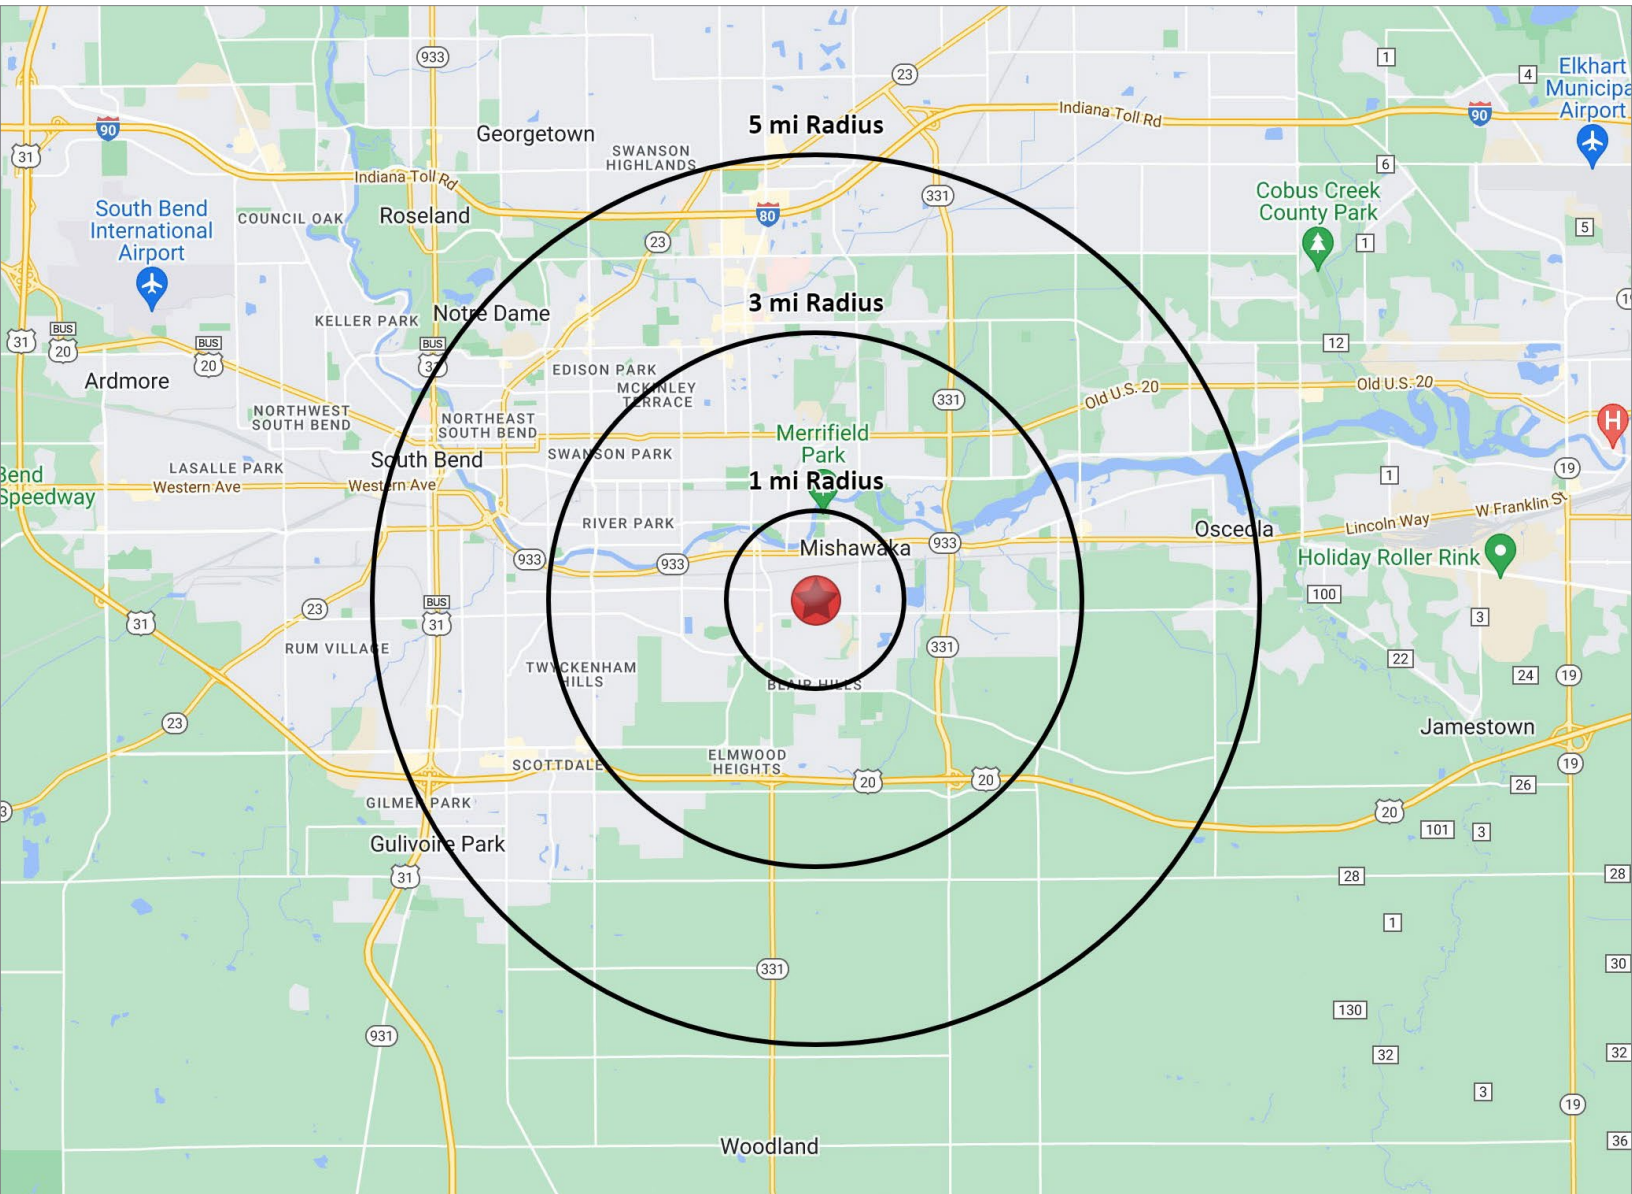 933
23
1
4
Elkhart
Municipa
Airport
90
Indiana Toll Rd
90
5 mi Radius
Georgetown
31
SWANSON
HIGHLANDS
6
Indiana Toll Rd
331
Cobus Creek
County Park
South Bend
International
Airport
COUNCIL OAK
Roseland
80
5
23
1
3 mi Radius
Notre Dame
KELLER PARK
31
BUS
20
BUS
20
BUS
12
EDISON PARK
Ardmore
MCKINLEY
TERRACE
Old U.S. 20
Old U.S. 20
331
NORTHWEST
SOUTH BEND
NORTHEAST
SOUTH BEND
H
Merrifield
Park
South Bend
SWANSON PARK
LASALLE PARK
19
Bend
Speedway
Western Ave
Western Ave
1 mi Radius
1
RIVER PARK
Lincoln Way
W Franklin St
Osceola
Mishawaka
933
933
933
Holiday Roller Rink
100
BUS
31
23
31
3
RUM VILLAGE
331
22
TWYCKENHAM
HILLS
24
19
BLAIR HILLS
23
Jamestown
ELMWOOD
HEIGHTS
SCOTTDALE
19
20
20
26
GILMER PARK
20
3
101
3
Gulivoire Park
31
28
28
1
331
30
130
931
32
32
3
19
Woodland
36